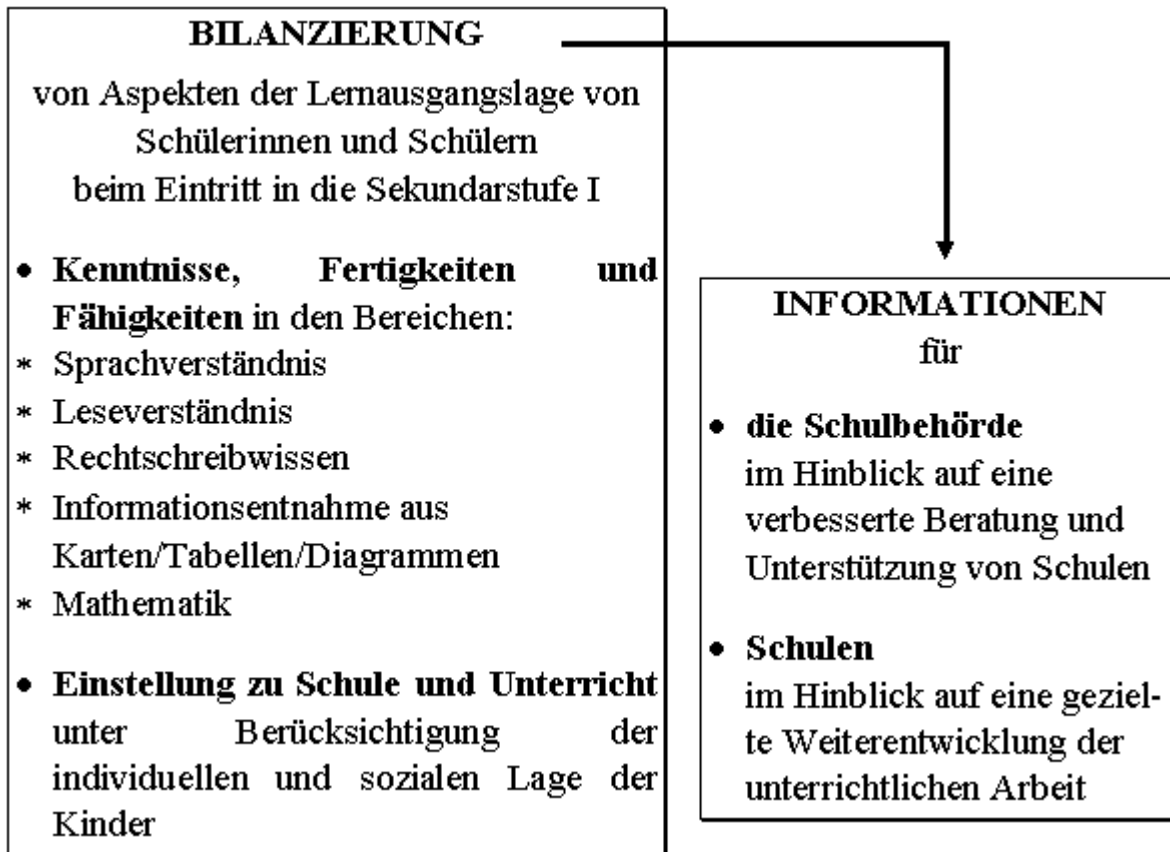 BILANZIERUNG
von Aspekten der Lernausgangslage von
Schülerinnen und Schülern
beim Eintritt in die Sekundarstufe I
• Kenntnisse, Fertigkeiten und
Fähigkeiten in den Bereichen:
* Sprachverständnis
* Leseverständnis
* Rechtschreibwissen
* Informationsentnahme aus
Karten/Tabellen/Diagrammen
* Mathematik
• Einstellung zu Schule und Unterricht
unter Berücksichtigung der
individuellen und sozialen Lage der
Kinder
INFORMATIONEN
für
• die Schulbehörde
im Hinblick auf eine
verbesserte Beratung und
Unterstützung von Schulen
• Schulen
im Hinblick auf eine geziel-
te Weiterentwicklung der
unterrichtlichen Arbeit